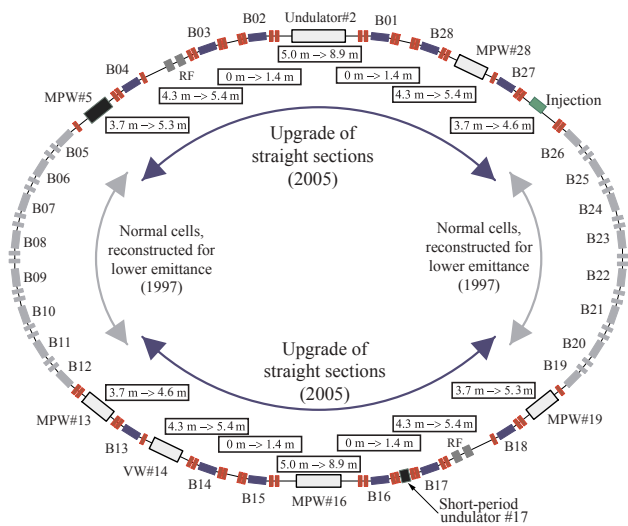 B02
Undulator#2
B01
B03
B28
5.0 m –> 8.9 m
MPW#28
B04
RF
0 m –> 1.4 m
0 m –> 1.4 m
B27
MPW#5
4.3 m –> 5.4 m
4.3 m –> 5.4 m
Injection
3.7 m –> 5.3 m
3.7 m –> 4.6 m
Upgrade of
straight sections
(2005)
B05
B26
B06
B25
B07
B24
Normal cells,
reconstructed for
lower emittance
(1997)
Normal cells,
reconstructed for
lower emittance
(1997)
B08
B23
B09
B22
B10
B21
B11
B20
B12
B19
Upgrade of
straight sections
(2005)
3.7 m –> 4.6 m
3.7 m –> 5.3 m
MPW#13
MPW#19
4.3 m –> 5.4 m
4.3 m –> 5.4 m
B13
0 m –> 1.4 m
0 m –> 1.4 m
RF
B18
VW#14
5.0 m –> 8.9 m
B14
B17
B15
MPW#16
B16
Short-period
undulator #17